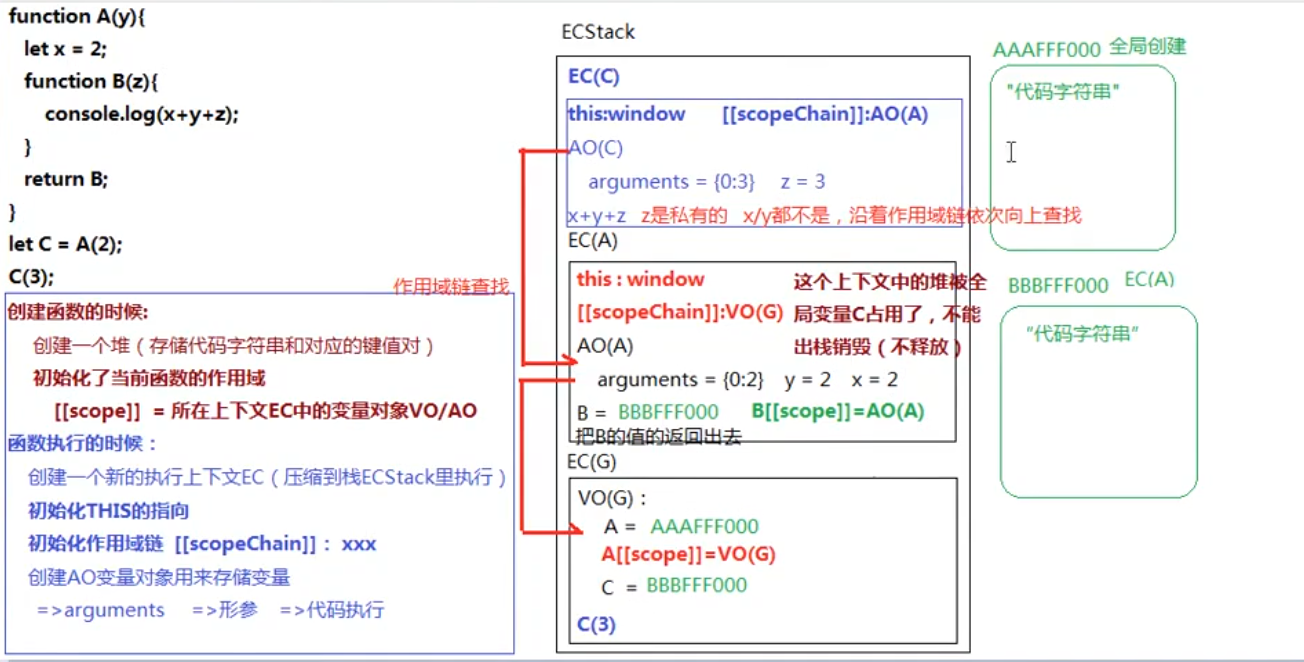 function A(y){
let x = 2;
function B(z){
console.log(x+y+z);
}
return B;
}
let C = A(2);
C(3);
作用域链查找
创建函数的时候:
创建一个堆（存储代码字符串和对应的键值对）
初始化了当前函数的作用域
[[scope]] = 所在上下文EC中的变量对象VO/AO
函数执行的时候：
创建一个新的执行上下文EC（压缩到栈ECStack里执行）
初始化THIS的指向
初始化作用域链 [[scopeChain]]：xxx
创建AO变量对象用来存储变量
=>arguments =>形参 =>代码执行
ECStack
EC(C)
this:window [[scopeChain]]:AO(A)
AO(C)
arguments = {0:3} z = 3
x+y+z z是私有的 x/y都不是，沿着作用域链依次向上查找
EC(A)
this : window
[[scopeChain]]:VO(G)
这个上下文中的堆被全
局变量C占用了，不能
出栈销毁（不释放）
AO(A)
arguments = {0:2} y = 2 x = 2
B = BBBFFF000 B[[scope]]=AO(A)
把B的值的返回出去
EC(G)
VO(G)：
A = AAAFFF000
A[[scope]]=VO(G)
C = BBBFFF000
C(3)
AAAFFF000 全局创建
"代码字符串"
BBBFFF000 EC(A)
“代码字符串”